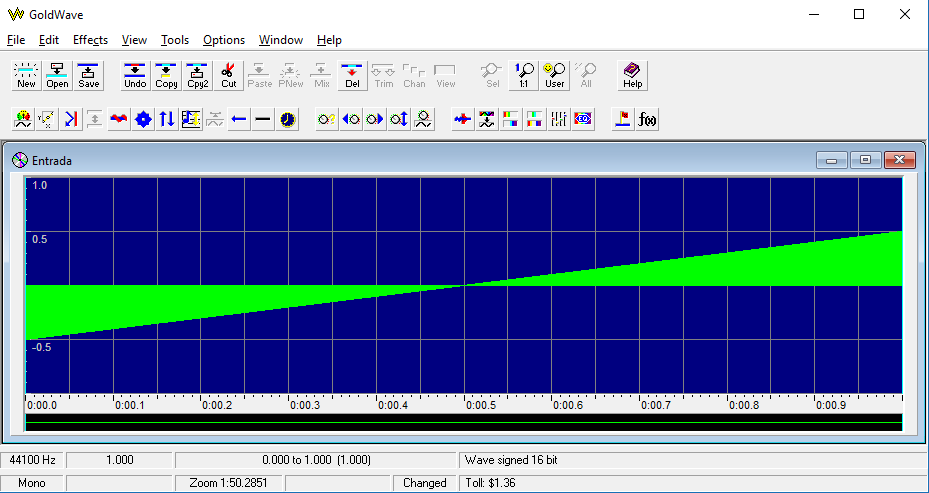 GoldWave
File Edit Effects View Tools Options Window Help
New Open Save Undo Copy Cpy2 Cut Paste PNew Mix Del Trim Chan View Sel 1:1 User All Help
f(x)
Entrada
1.0
0.5
-0.5
0:00.0 0:00.1 0:00.2 0:00.3 0:00.4 0:00.5 0:00.6 0:00.7 0:00.8 0:00.9
44100 Hz 1.000 0.000 to 1.000 (1.000) Wave signed 16 bit
Mono Zoom 1:50.2851 Changed Toll: $1.36